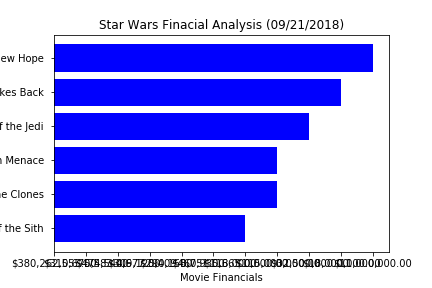 Star Wars Finacial Analysis (09/21/2018)
ew Hope
kes Back
f the Jedi
Menace
e Clones
f the Sith
Movie Financials